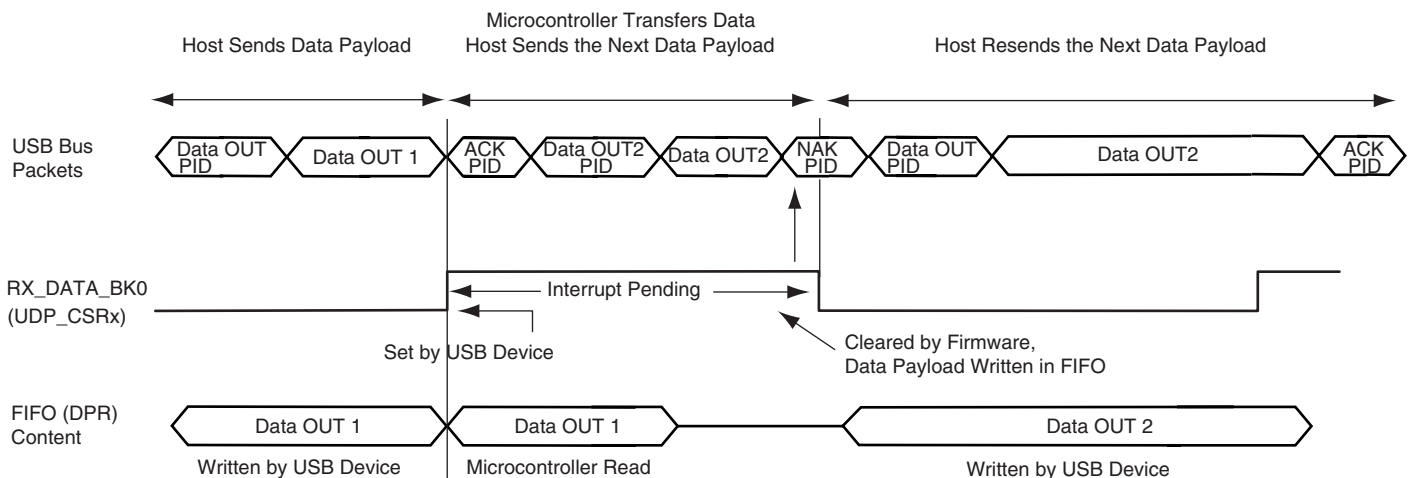 Microcontroller Transfers Data
Host Sends Data Payload
Host Sends the Next Data Payload
Host Resends the Next Data Payload
USB Bus
Packets
Data OUT
PID
Data OUT 1
ACK
PID
Data OUT2
PID
Data OUT2
NAK
PID
Data OUT
PID
Data OUT2
ACK
PID
RX_DATA_BK0
(UDP_CSRx)
Interrupt Pending
Set by USB Device
Cleared by Firmware,
Data Payload Written in FIFO
FIFO (DPR)
Content
Data OUT 1
Data OUT 1
Data OUT 2
Written by USB Device
Microcontroller Read
Written by USB Device